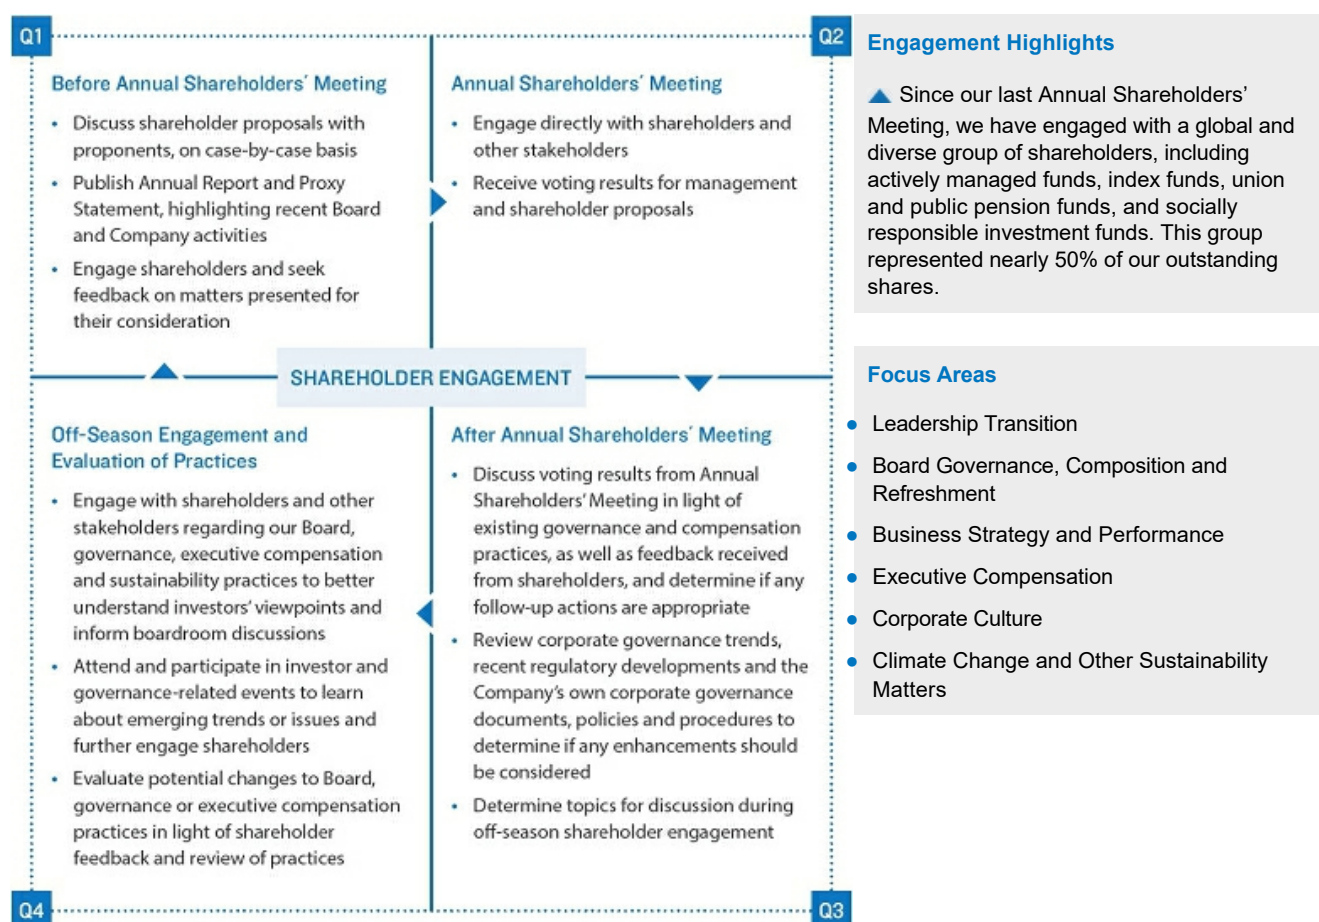 Q1
Before Annual Shareholders' Meeting
• Discuss shareholder proposals with
proponents, on case-by-case basis
• Publish Annual Report and Proxy
Statement, highlighting recent Board
and Company activities
• Engage shareholders and seek
feedback on matters presented for
their consideration
Q2
Annual Shareholders' Meeting
• Engage directly with shareholders and
other stakeholders
• Receive voting results for management
and shareholder proposals
SHAREHOLDER ENGAGEMENT
Off-Season Engagement and
Evaluation of Practices
• Engage with shareholders and other
stakeholders regarding our Board,
governance, executive compensation
and sustainability practices to better
understand investors' viewpoints and
inform boardroom discussions
• Attend and participate in investor and
governance-related events to learn
about emerging trends or issues and
further engage shareholders
• Evaluate potential changes to Board,
governance or executive compensation
practices in light of shareholder
feedback and review of practices
Q4
After Annual Shareholders' Meeting
• Discuss voting results from Annual
Shareholders' Meeting in light of
existing governance and compensation
practices, as well as feedback received
from shareholders, and determine if any
follow-up actions are appropriate
• Review corporate governance trends,
recent regulatory developments and the
Company's own corporate governance
documents, policies and procedures to
determine if any enhancements should
be considered
• Determine topics for discussion during
off-season shareholder engagement
Q3
Engagement Highlights
Since our last Annual Shareholders'
Meeting, we have engaged with a global and
diverse group of shareholders, including
actively managed funds, index funds, union
and public pension funds, and socially
responsible investment funds. This group
represented nearly 50% of our outstanding
shares.
Focus Areas
• Leadership Transition
• Board Governance, Composition and
Refreshment
• Business Strategy and Performance
• Executive Compensation
• Corporate Culture
• Climate Change and Other Sustainability
Matters